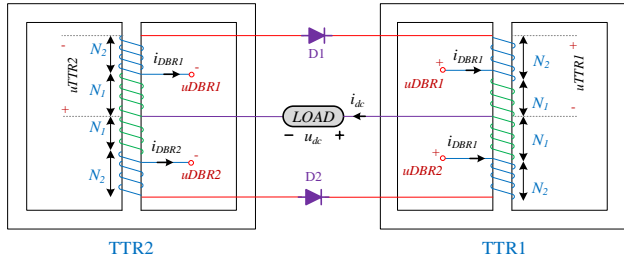 D1
- N2 iDBR1
uTTR2 - uDBR1
+ N1
N1 iDBR2
- uDBR2
N2
TTR2
idc
LOAD
- udc +
D2
iDBR1 N2 +
+ uDBR1 uTTR1
N1 -
iDBR1 N1
+ uDBR2
N2
TTR1